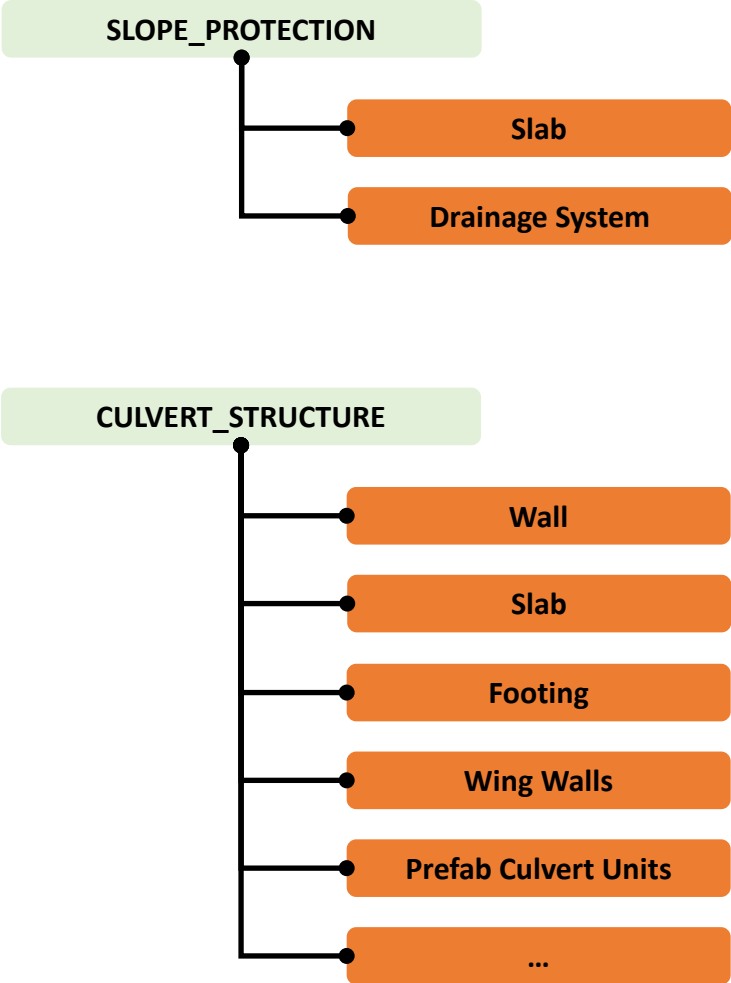 SLOPE_PROTECTION
Slab
Drainage System
CULVERT_STRUCTURE
Wall
Slab
Footing
Wing Walls
Prefab Culvert Units
...